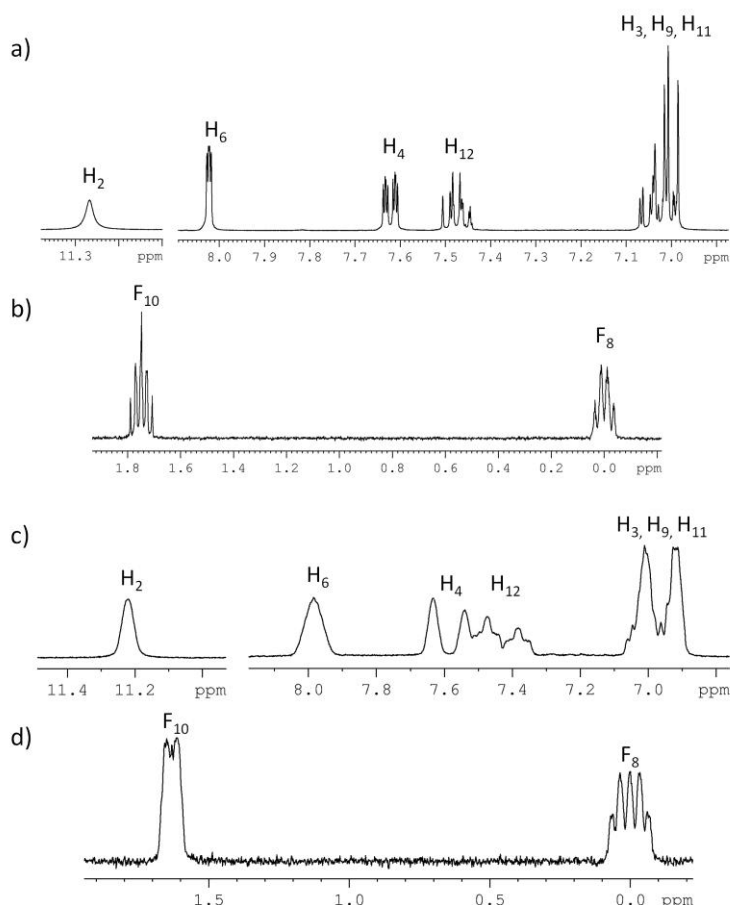 a)
H3, H9, H11
H6
H4
H12
H2
11.3 ppm
8.0 7.9 7.8 7.7 7.6 7.5 7.4 7.3 7.2 7.1 7.0 ppm
b)
F10
F8
1.8 1.6 1.4 1.2 1.0 0.8 0.6 0.4 0.2 0.0 ppm
c)
H3, H9, H11
H2
H6
H4
H12
11.4 11.2 ppm
8.0 7.8 7.6 7.4 7.2 7.0 ppm
d)
F10
F8
1.5 1.0 0.5 0.0 ppm